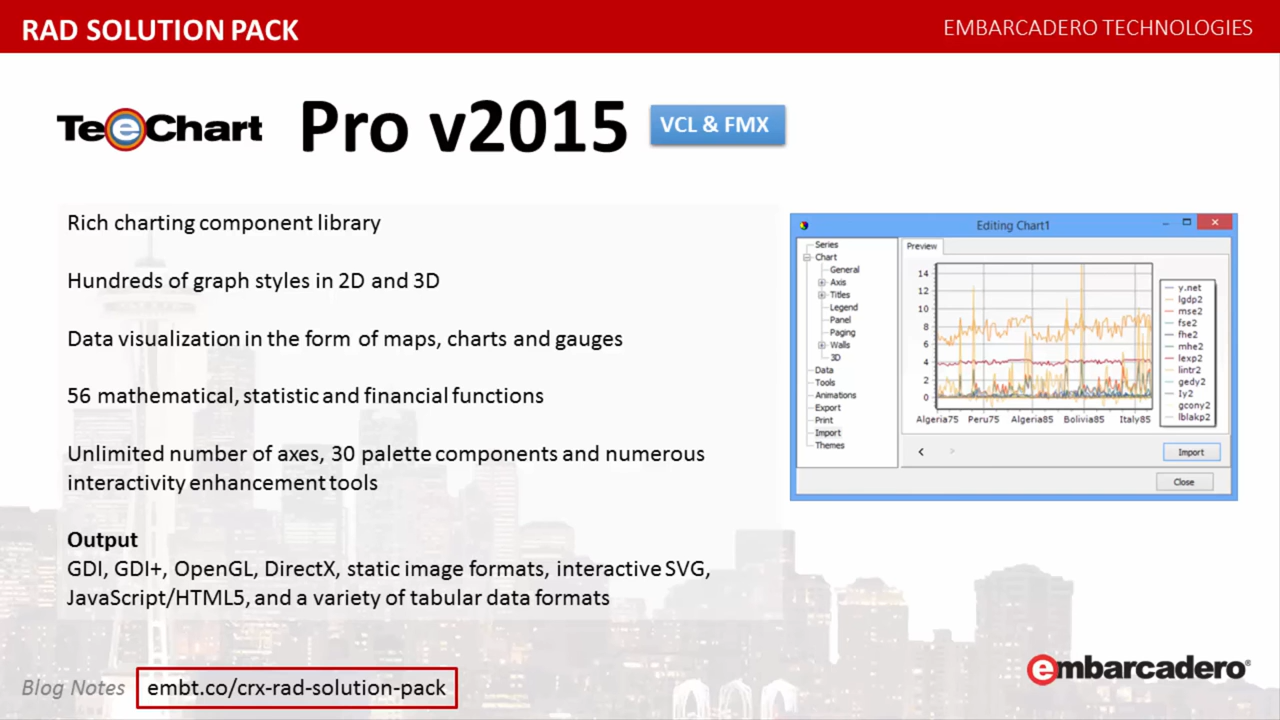 RAD SOLUTION PACK
EMBARCADERO TECHNOLOGIES
TeeChart Pro v2015 VCL & FMX
Rich charting component library
Hundreds of graph styles in 2D and 3D
Data visualization in the form of maps, charts and gauges
56 mathematical, statistic and financial functions
Unlimited number of axes, 30 palette components and numerous
interactivity enhancement tools
Output
GDI, GDI+, OpenGL, DirectX, static image formats, interactive SVG,
JavaScript/HTML5, and a variety of tabular data formats
Editing Chart1
Series
Chart
General
Axis
Titles
Legend
Panel
Paging
Walls
3D
Data
Tools
Animations
Export
Print
Import
Themes
Preview
14
12
10
8
6
4
2
0
Algeria75 Peru75 Algeria85 Bolivia85 Italy85
y.net
lgdp2
mse2
fse2
fhe2
mhe2
lexp2
lintr2
gedy2
Iy2
gcony2
lblakp2
Import
Close
Blog Notes embt.co/crx-rad-solution-pack
embarcadero®